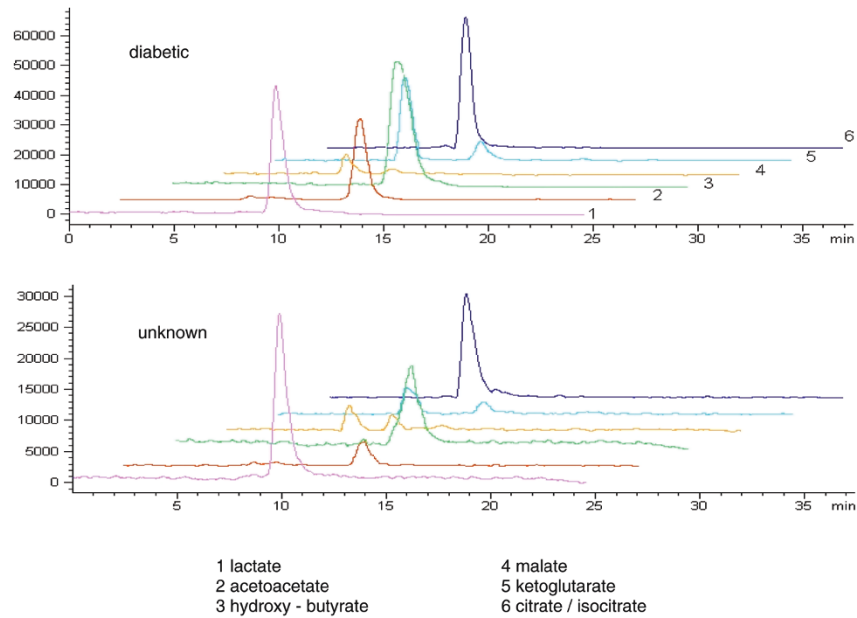 60000
diabetic
50000
40000
30000
20000
10000
0
6
5
4
3
2
1
0 5 10 15 20 25 30 35 min
30000
unknown
25000
20000
15000
10000
5000
0
5 10 15 20 25 30 35 min
1 lactate 4 malate
2 acetoacetate 5 ketoglutarate
3 hydroxy - butyrate 6 citrate / isocitrate